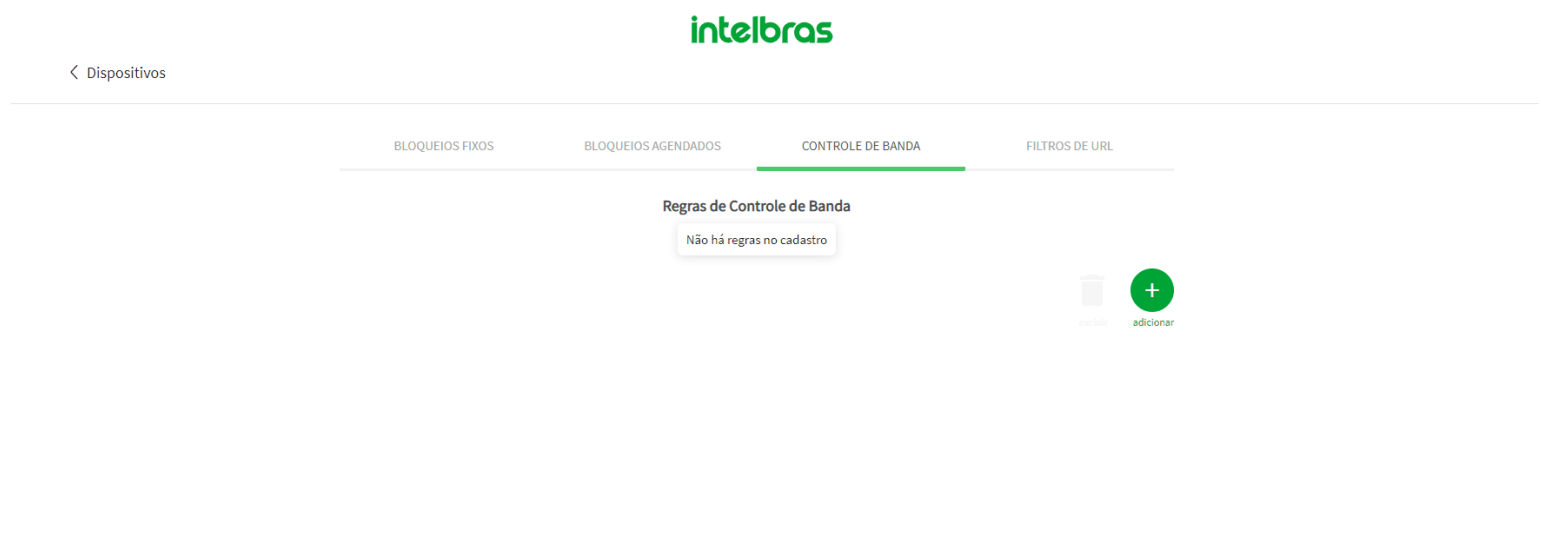 intelbras
Dispositivos
BLOQUEIOS FIXOS
BLOQUEIOS AGENDADOS
CONTROLE DE BANDA
FILTROS DE URL
Regras de Controle de Banda
Não há regras no cadastro
adicionar